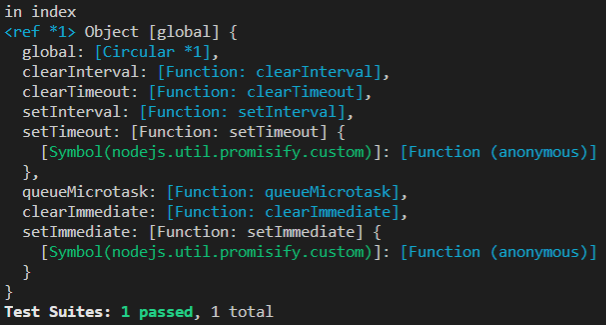 in index
<ref *1> Object [global] {
  global: [Circular *1],
  clearInterval: [Function: clearInterval],
  clearTimeout: [Function: clearTimeout],
  setInterval: [Function: setInterval],
  setTimeout: [Function: setTimeout] {
    [Symbol(nodejs.util.promisify.custom)]: [Function (anonymous)]
  },
  queueMicrotask: [Function: queueMicrotask],
  clearImmediate: [Function: clearImmediate],
  setImmediate: [Function: setImmediate] {
    [Symbol(nodejs.util.promisify.custom)]: [Function (anonymous)]
  }
}
Test Suites: 1 passed, 1 total